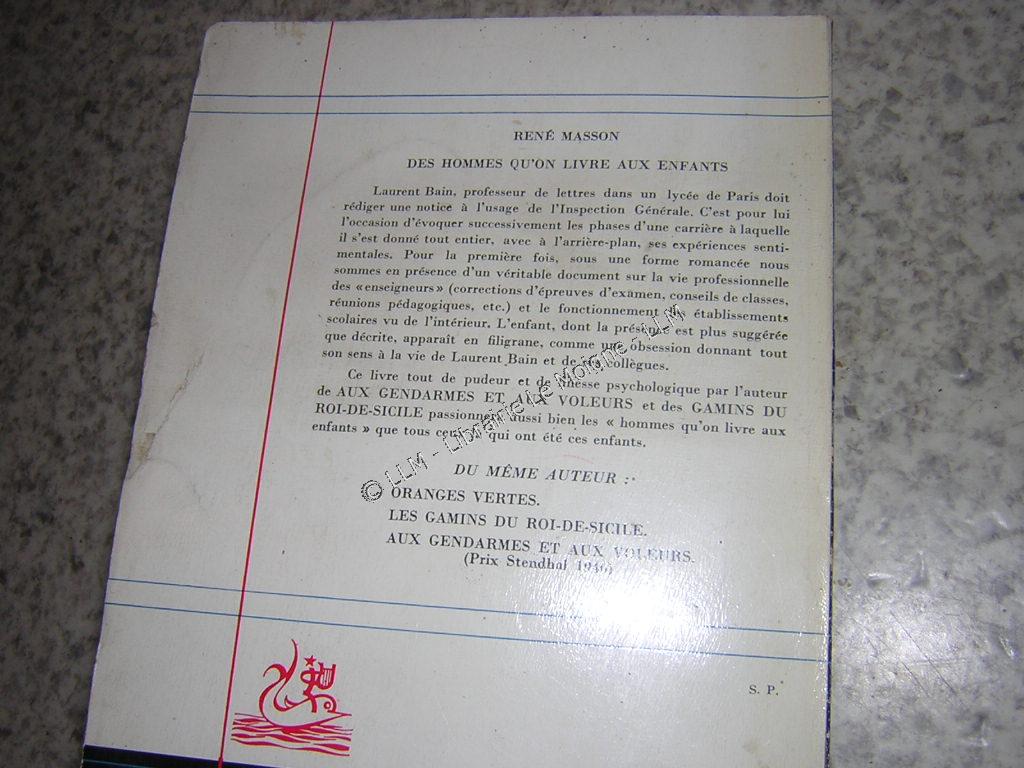 RENÉ MASSON
DES HOMMES QU'ON LIVRE AUX ENFANTS
Laurent Bain, professeur de lettres dans un lycée de Paris doit
rédiger une notice à l'usage de l'Inspection Générale. C'est pour lui
l'occasion d'évoquer successivement les phases d'une carrière à laquelle
il s'est donné tout entier, avec à l'arrière-plan, ses expériences senti-
mentales. Pour la première fois, sous une forme romancée nous
sommes en présence d'un véritable document sur la vie professionnelle
des «enseigneurs» (corrections d'épreuves d'examen, conseils de classes,
réunions pédagogiques, etc.) et le fonctionnement des établissements
scolaires vu de l'intérieur. L'enfant, dont la présence est plus suggérée
que décrite, apparaît en filigrane, comme une obsession donnant tout
son sens à la vie de Laurent Bain et de ses collègues.
Ce livre tout de pudeur et de finesse psychologique par l'auteur
de AUX GENDARMES ET AUX VOLEURS et des GAMINS DU
ROI-DE-SICILE passionnera aussi bien les « hommes qu'on livre aux
enfants » que tous ceux qui ont été ces enfants.
DU MÊME AUTEUR :
ORANGES VERTES.
LES GAMINS DU ROI-DE-SICILE.
AUX GENDARMES ET AUX VOLEURS.
(Prix Stendhal 1946)
S. P.
© LLM - Librairie Le Moigne - LLM